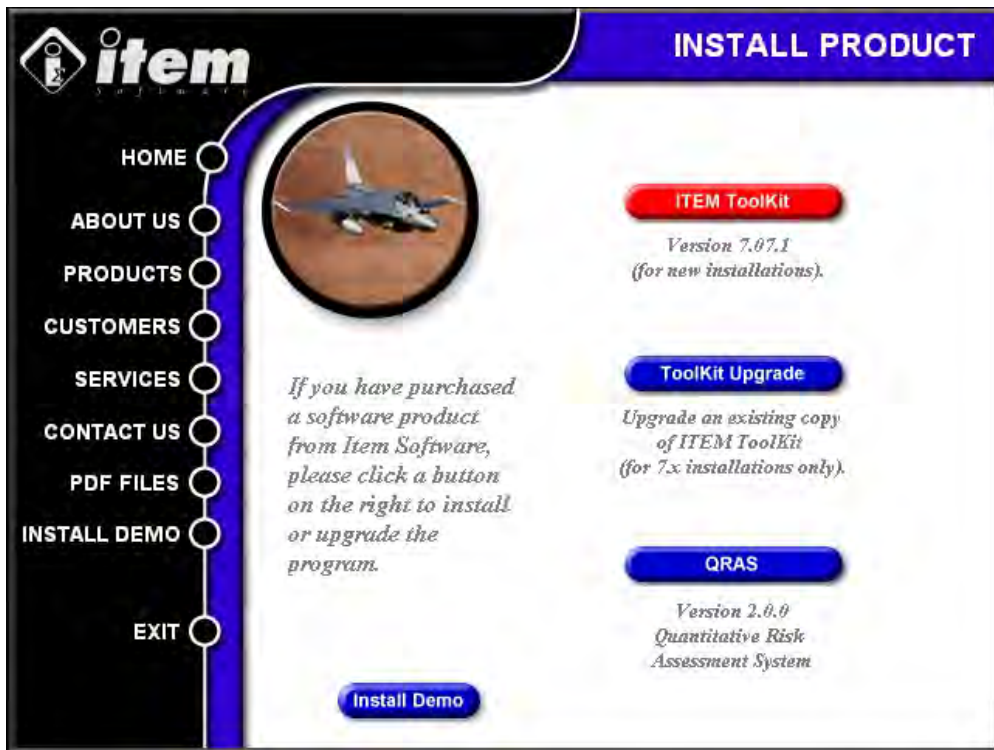 item
Software
INSTALL PRODUCT
HOME
ABOUT US
PRODUCTS
CUSTOMERS
SERVICES
CONTACT US
PDF FILES
INSTALL DEMO
EXIT
If you have purchased
a software product
from Item Software,
please click a button
on the right to install
or upgrade the
program.
Install Demo
ITEM ToolKit
Version 7.07.1
(for new installations).
ToolKit Upgrade
Upgrade an existing copy
of ITEM ToolKit
(for 7.x installations only).
QRAS
Version 2.0.0
Quantitative Risk
Assessment System